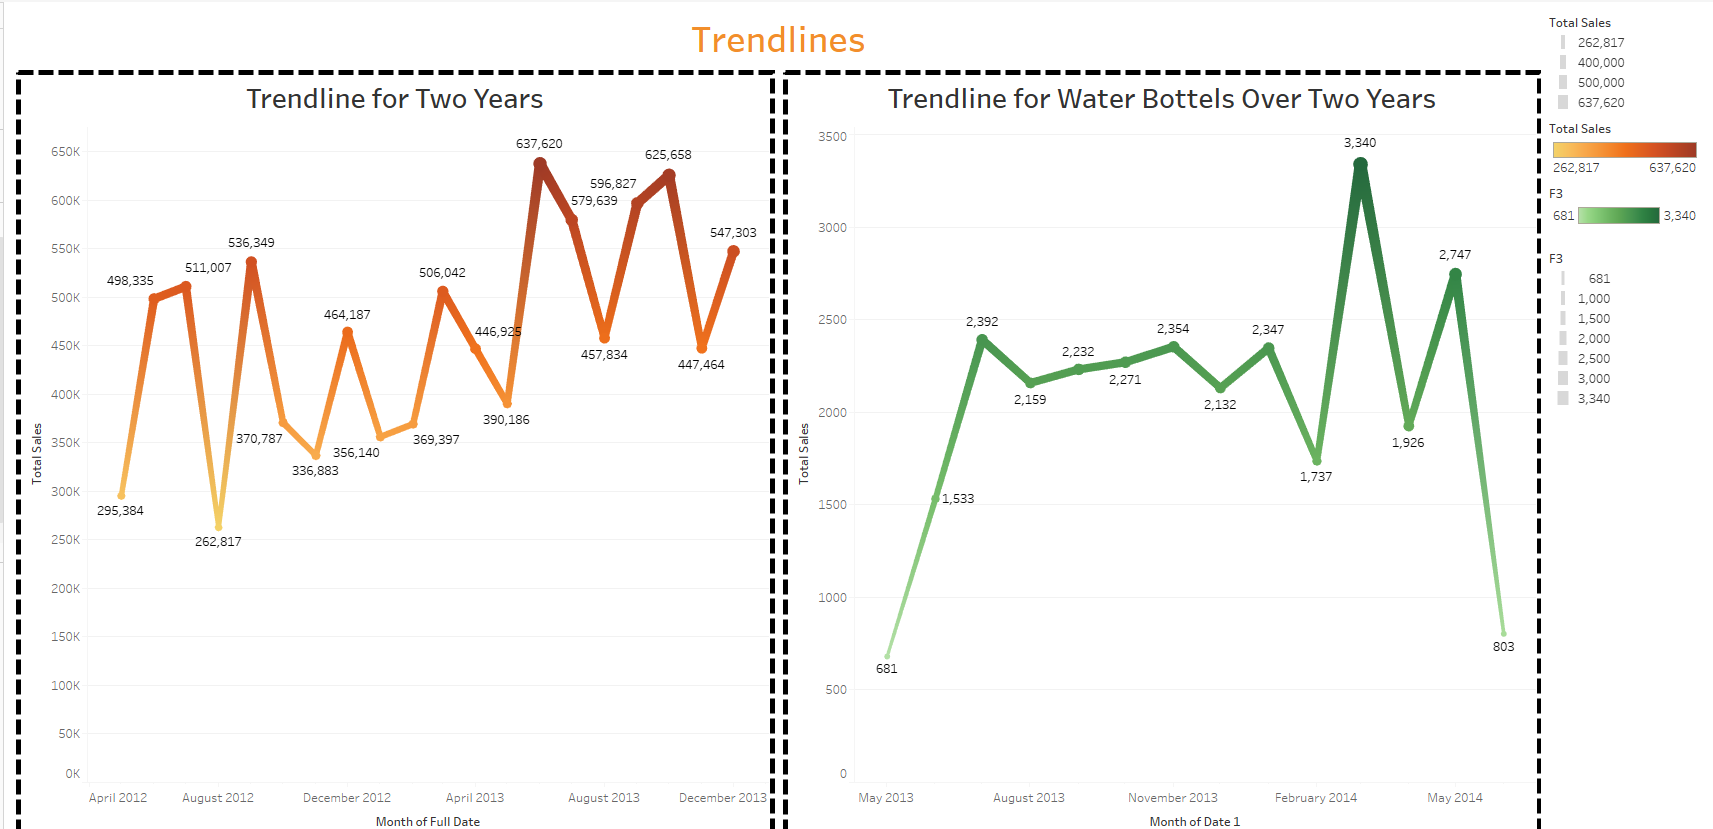 Trendlines
Trendline for Two Years
650K
600K
550K
500K
450K
400K
350K
300K
250K
200K
150K
100K
50K
0K
Total Sales
295,384
498,335
511,007
262,817
536,349
370,787
336,883
464,187
356,140
369,397
506,042
446,925
390,186
637,620
579,639
457,834
596,827
625,658
447,464
547,303
April 2012
August 2012
December 2012
April 2013
August 2013
December 2013
Month of Full Date
Trendline for Water Bottels Over Two Years
3500
3000
2500
2000
1500
1000
500
0
Total Sales
681
1,533
2,392
2,159
2,232
2,271
2,354
2,132
2,347
1,737
3,340
1,926
2,747
803
May 2013
August 2013
November 2013
February 2014
May 2014
Month of Date 1
Total Sales
262,817
400,000
500,000
637,620
Total Sales
262,817 637,620
F3
681 3,340
F3
681
1,000
1,500
2,000
2,500
3,000
3,340